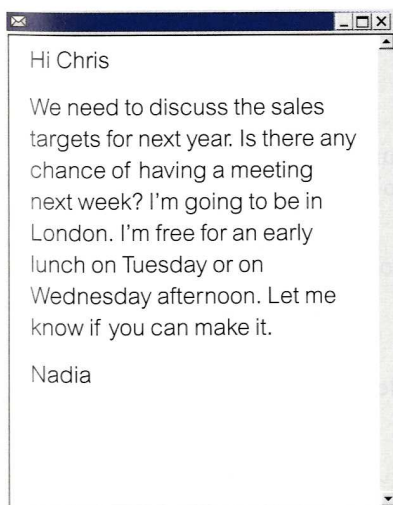 Hi Chris
We need to discuss the sales
targets for next year. Is there any
chance of having a meeting
next week? I'm going to be in
London. I'm free for an early
lunch on Tuesday or on
Wednesday afternoon. Let me
know if you can make it.
Nadia